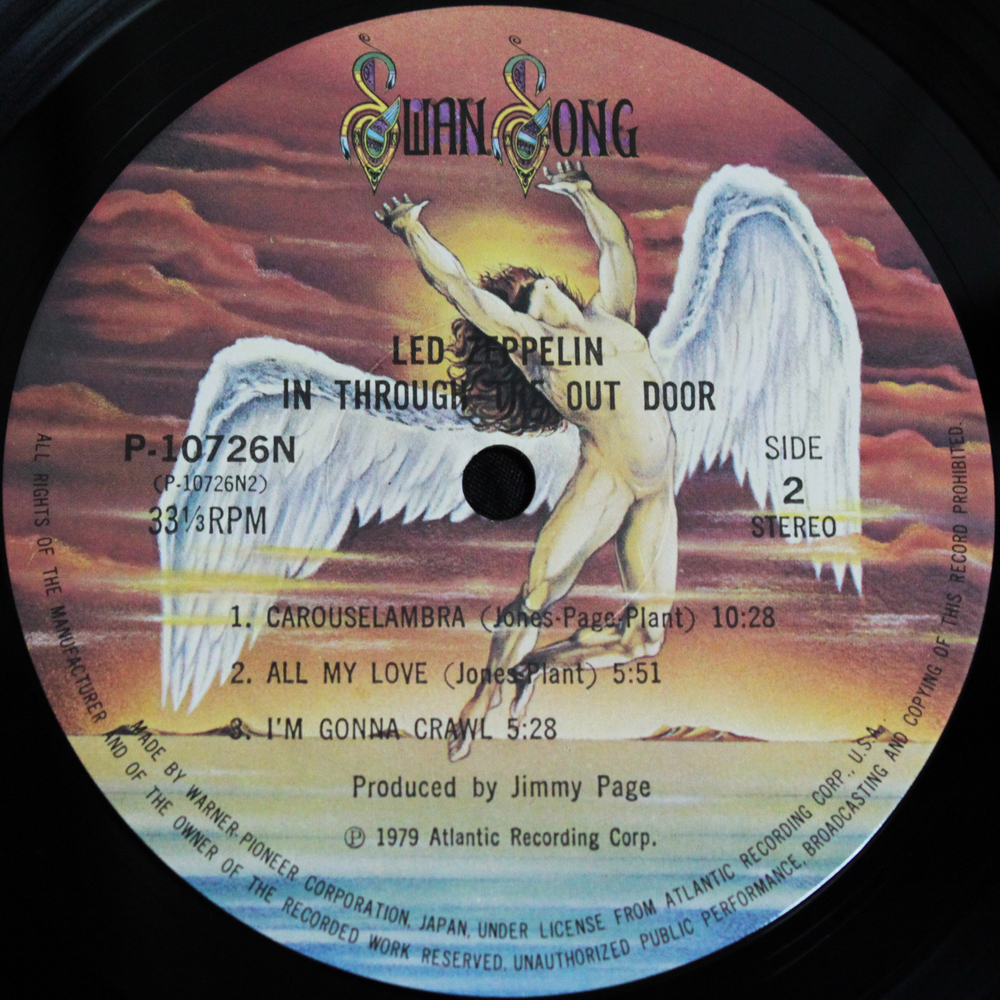 SWAN SONG
LED ZEPPELIN
IN THROUGH THE OUT DOOR
P-10726N
(P-10726N2)
33⅓RPM
SIDE
2
STEREO
1. CAROUSELAMBRA (Jones-Page-Plant) 10:28
2. ALL MY LOVE (Jones-Plant) 5:51
3. I'M GONNA CRAWL 5:28
Produced by Jimmy Page
Ⓟ 1979 Atlantic Recording Corp.
MADE BY WARNER-PIONEER CORPORATION, JAPAN, UNDER LICENSE FROM ATLANTIC RECORDING CORP., U.S.A.
ALL RIGHTS OF THE MANUFACTURER AND OF THE OWNER OF THE RECORDED WORK RESERVED. UNAUTHORIZED PUBLIC PERFORMANCE, BROADCASTING AND COPYING OF THIS RECORD PROHIBITED.